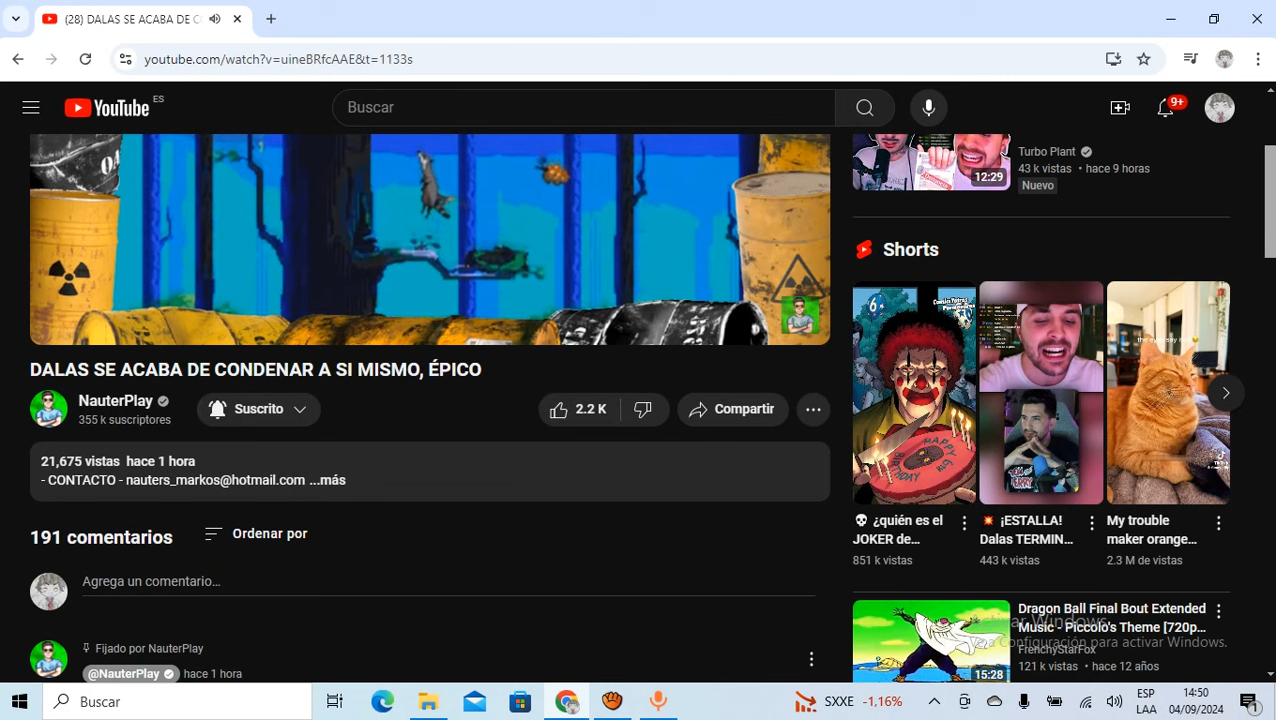 (28) DALAS SE ACABA DE C
youtube.com/watch?v=uineBRfcAAE&t=1133s
YouTube ES
Buscar
9+
Turbo Plant
43 k vistas • hace 9 horas
Nuevo
12:29
Shorts
DALAS SE ACABA DE CONDENAR A SI MISMO, ÉPICO
NauterPlay
355 k suscriptores
Suscrito
2.2 K
Compartir
21,675 vistas hace 1 hora
- CONTACTO - nauters_markos@hotmail.com ...más
191 comentarios
Ordenar por
Agrega un comentario...
Fijado por NauterPlay
@NauterPlay hace 1 hora
HAPPY
DAY
💀 ¿quién es el
JOKER de…
851 k vistas
💥 ¡ESTALLA!
Dalas TERMIN...
443 k vistas
My trouble
maker orange...
2.3 M de vistas
Dragon Ball Final Bout Extended
Music - Piccolo's Theme [720p...
FrenchyStarFox
121 k vistas • hace 12 años
15:28
Activar Windows
Ve a Configuración para activar Windows.
Buscar
SXXE -1,16%
ESP
LAA
14:50
04/09/2024
1